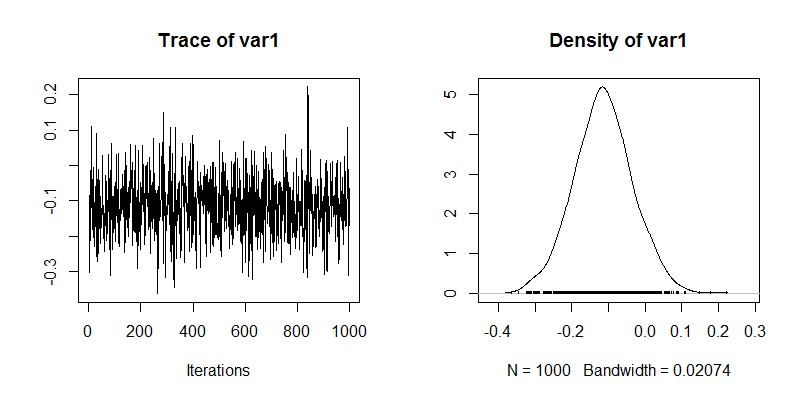 Trace of var1
0.2
0.1
-0.1
-0.3
0 200 400 600 800 1000
Iterations
Density of var1
5
4
3
2
1
0
-0.4 -0.2 0.0 0.1 0.2 0.3
N = 1000 Bandwidth = 0.02074